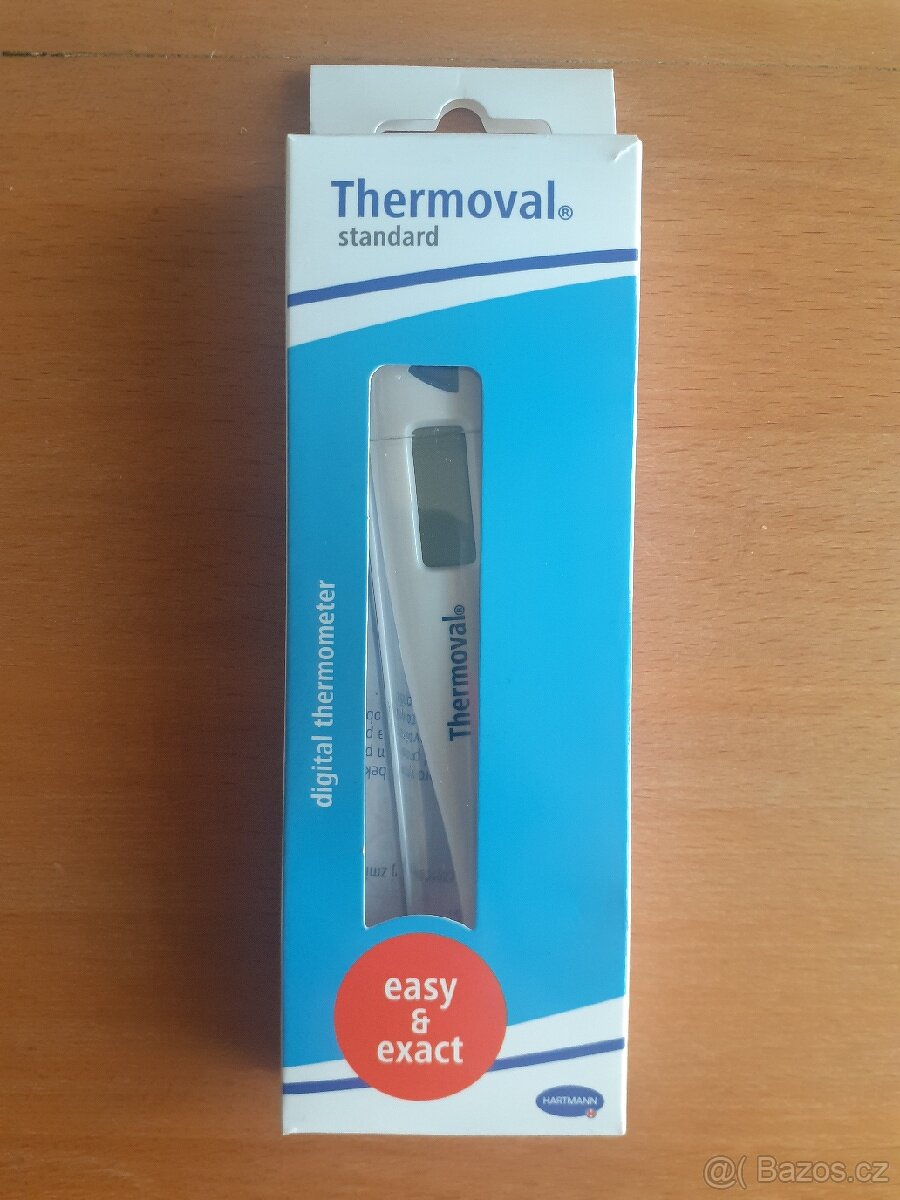 Thermoval®
standard
digital thermometer
Thermoval®
easy
&
exact
HARTMANN
@( Bazos.cz